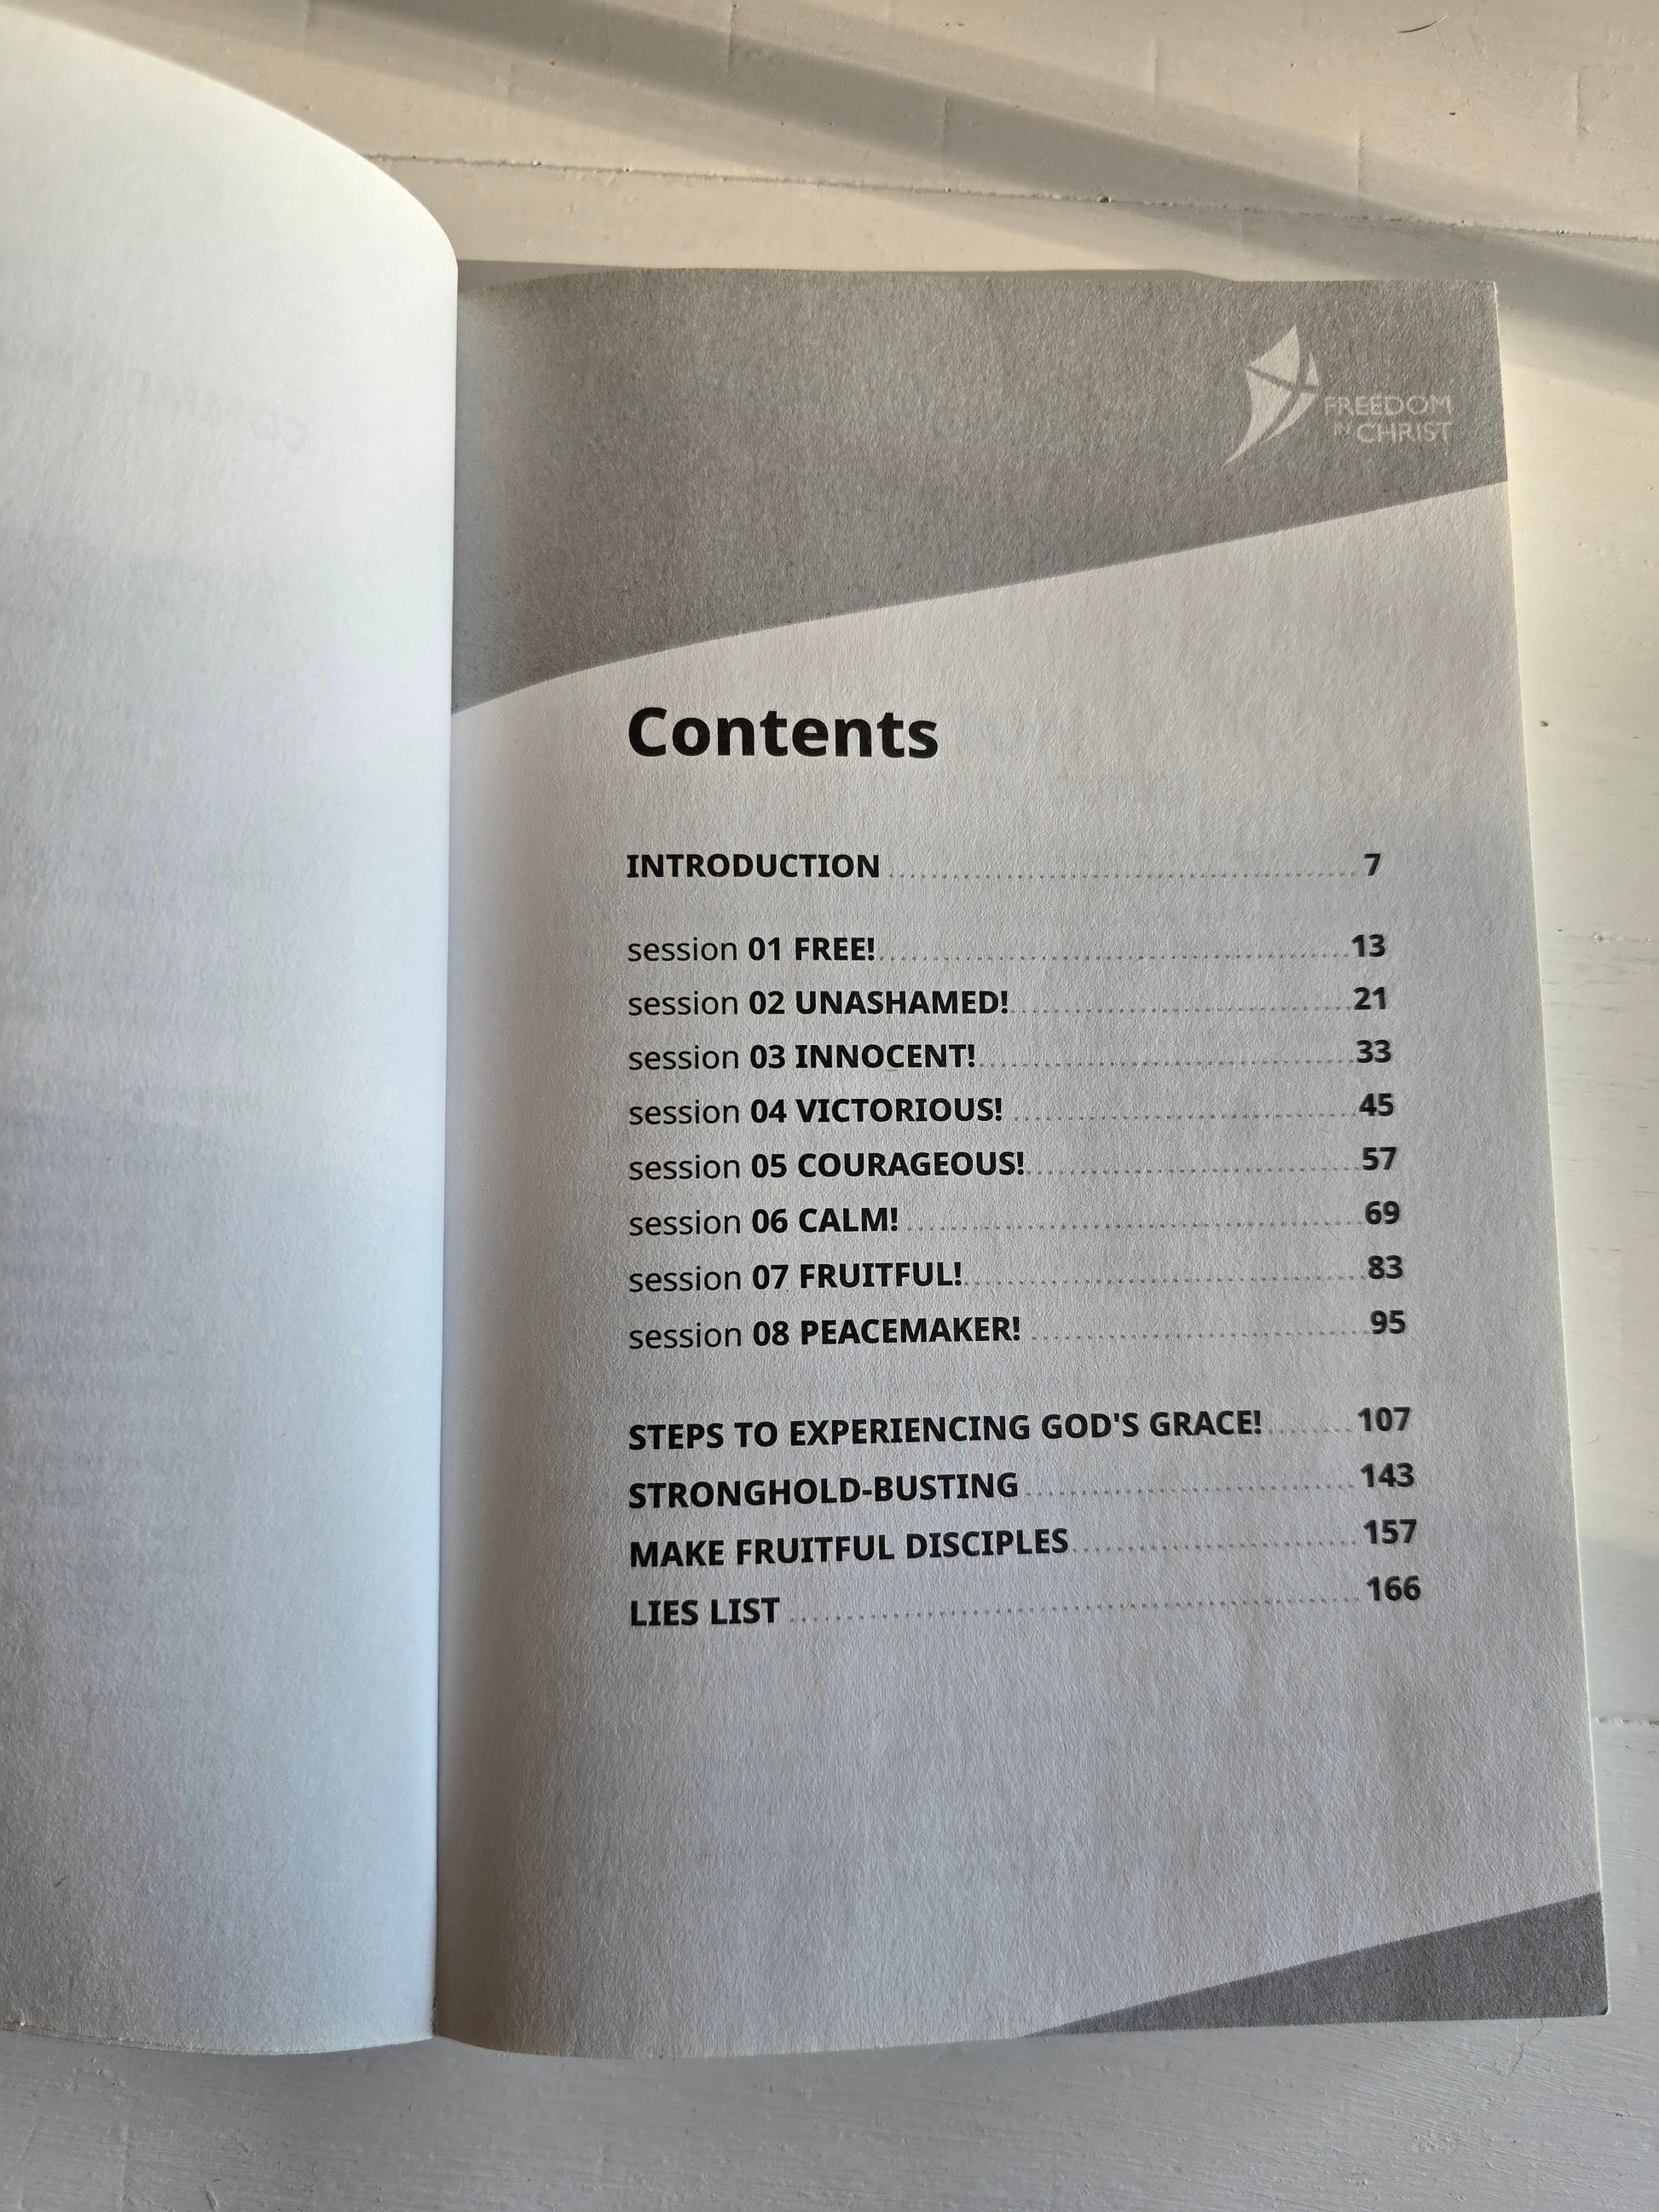 FREEDOM
IN CHRIST
Contents
INTRODUCTION 7
session 01 FREE! 13
session 02 UNASHAMED! 21
session 03 INNOCENT! 33
session 04 VICTORIOUS! 45
session 05 COURAGEOUS! 57
session 06 CALM! 69
session 07 FRUITFUL! 83
session 08 PEACEMAKER! 95
STEPS TO EXPERIENCING GOD'S GRACE! 107
STRONGHOLD-BUSTING 143
MAKE FRUITFUL DISCIPLES 157
LIES LIST 166